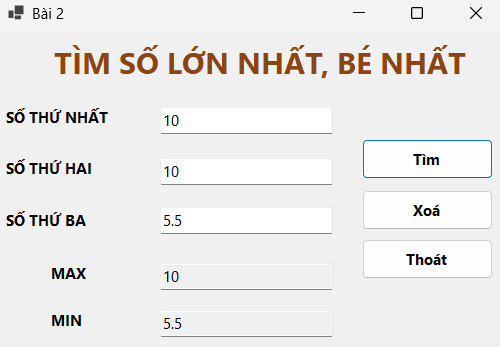 Bài 2
TÌM SỐ LỚN NHẤT, BÉ NHẤT
SỐ THỨ NHẤT 10
SỐ THỨ HAI 10
Tìm
SỐ THỨ BA 5.5
Xoá
Thoát
MAX 10
MIN 5.5